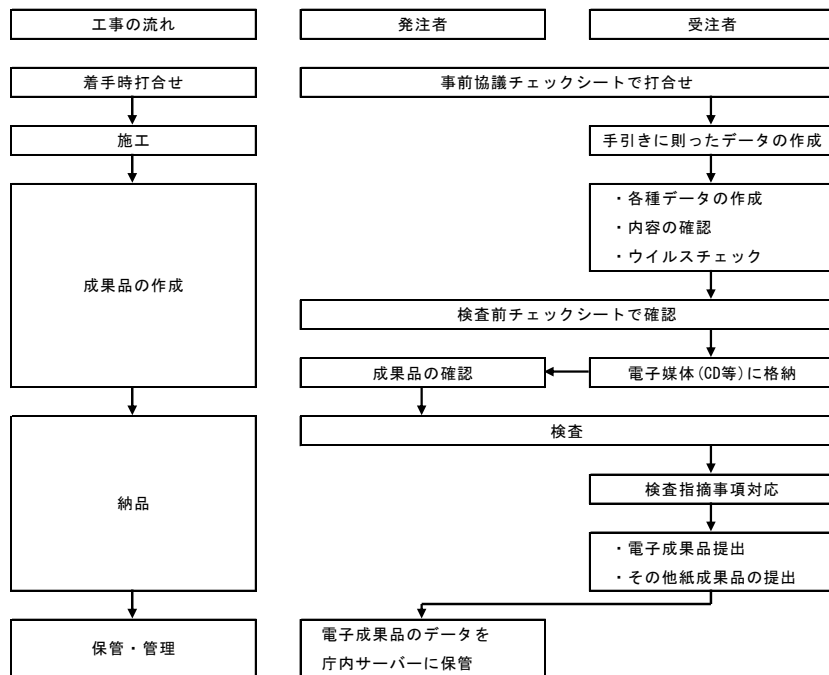 工事の流れ
発注者
受注者
着手時打合せ
事前協議チェックシートで打合せ
施工
手引きに則ったデータの作成
成果品の作成
・各種データの作成
・内容の確認
・ウイルスチェック
検査前チェックシートで確認
成果品の確認
電子媒体(CD等)に格納
納品
検査
検査指摘事項対応
・電子成果品提出
・その他紙成果品の提出
保管・管理
電子成果品のデータを
庁内サーバーに保管